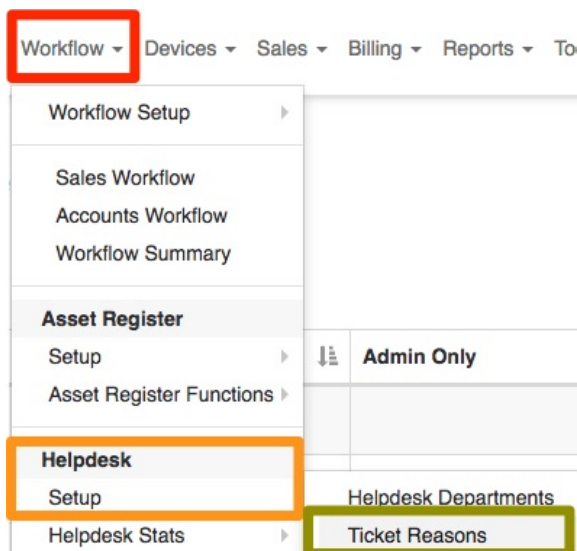 Workflow Devices Sales Billing Reports
Workflow Setup
Sales Workflow
Accounts Workflow
Workflow Summary
Asset Register
Setup
Admin Only
Asset Register Functions
Helpdesk
Setup
Helpdesk Departments
Helpdesk Stats
Ticket Reasons